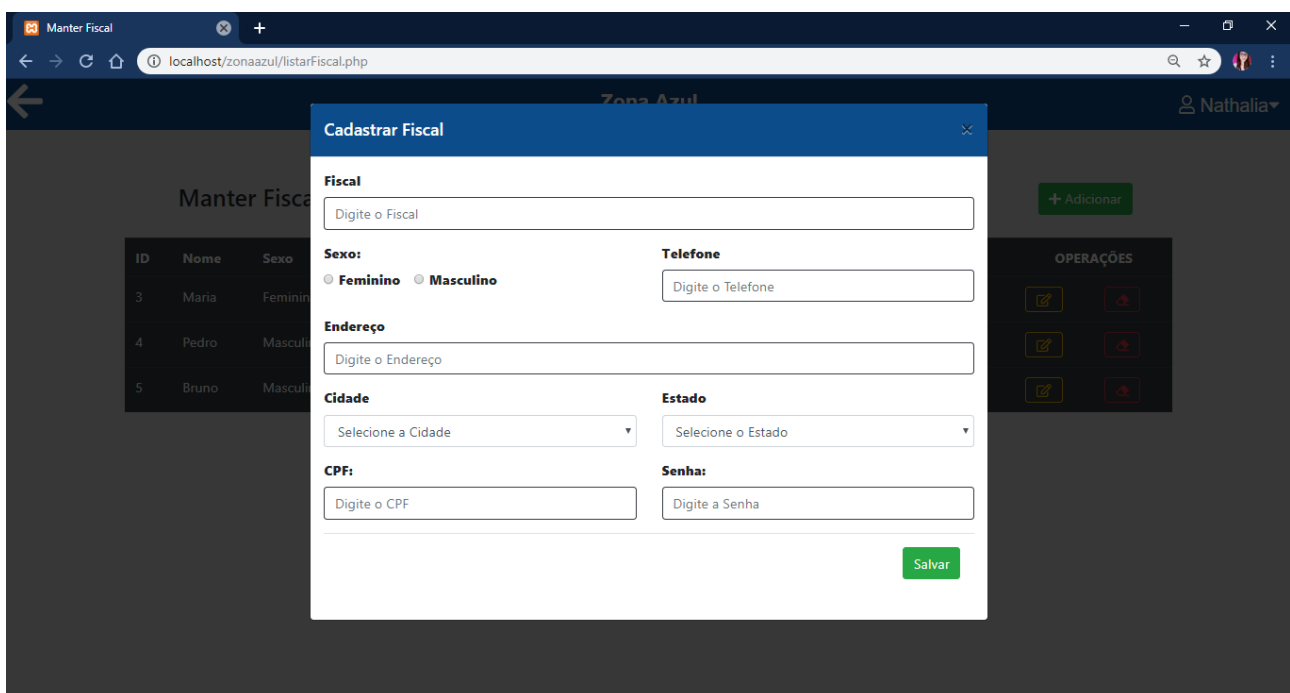 Manter Fiscal
localhost/zonaazul/listarFiscal.php
Zona Azul
Nathalia
Cadastrar Fiscal
×
Fiscal
Digite o Fiscal
Manter Fisca
+ Adicionar
Sexo:
Telefone
Feminino Masculino
Digite o Telefone
ID Nome Sexo OPERAÇÕES
3 Maria Feminin
4 Pedro Masculi
5 Bruno Masculi
Endereço
Digite o Endereço
Cidade
Estado
Selecione a Cidade
Selecione o Estado
CPF:
Senha:
Digite o CPF
Digite a Senha
Salvar